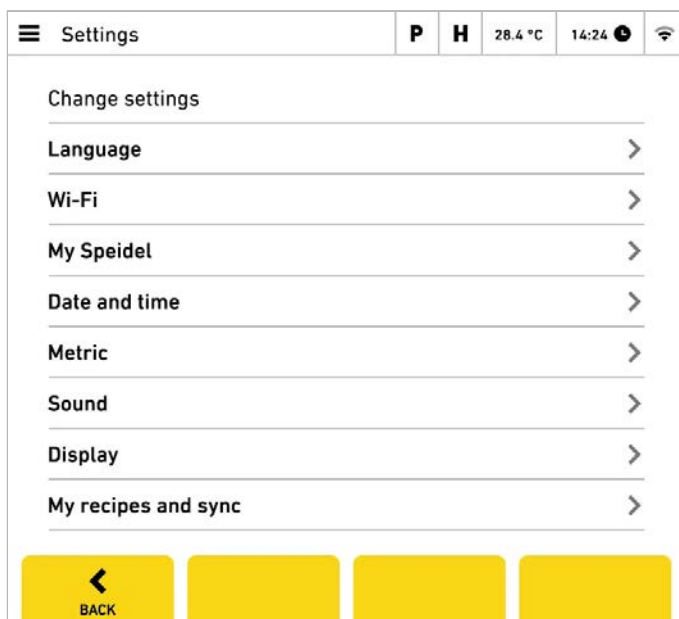 Settings P H 28.4 °C 14:24
Change settings
Language
Wi-Fi
My Speidel
Date and time
Metric
Sound
Display
My recipes and sync
BACK